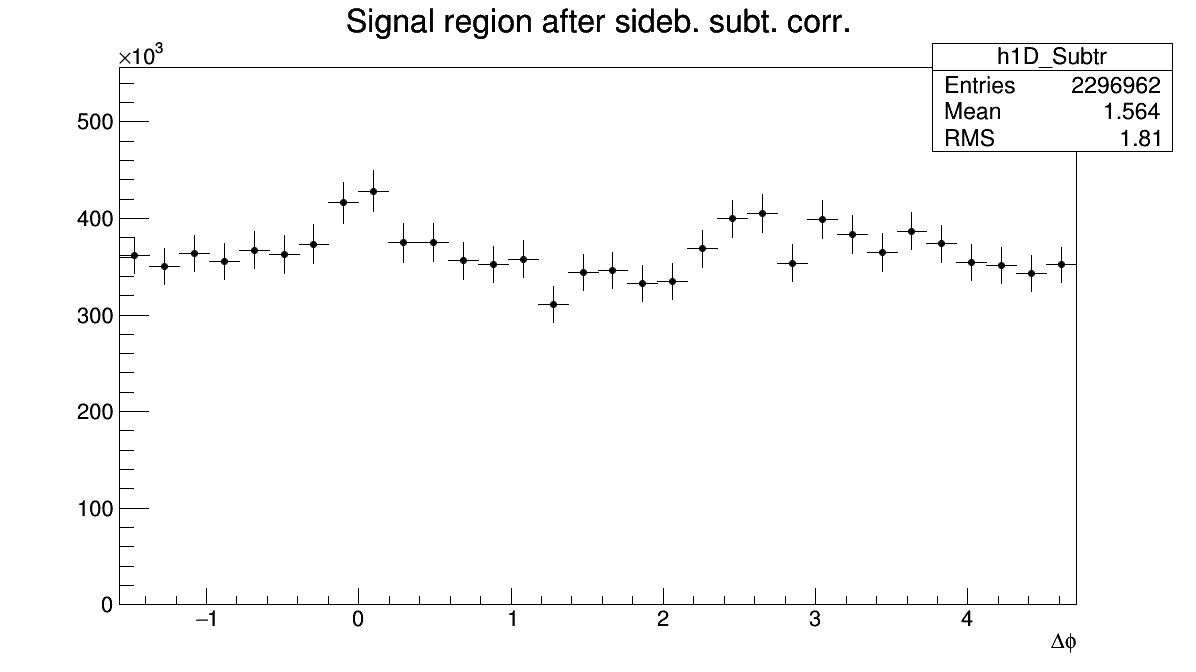 Signal region after sideb. subt. corr.
×10³
h1D_Subtr
Entries 2296962
Mean 1.564
RMS 1.81
500
400
300
200
100
0
−1 0 1 2 3 4
Δϕ